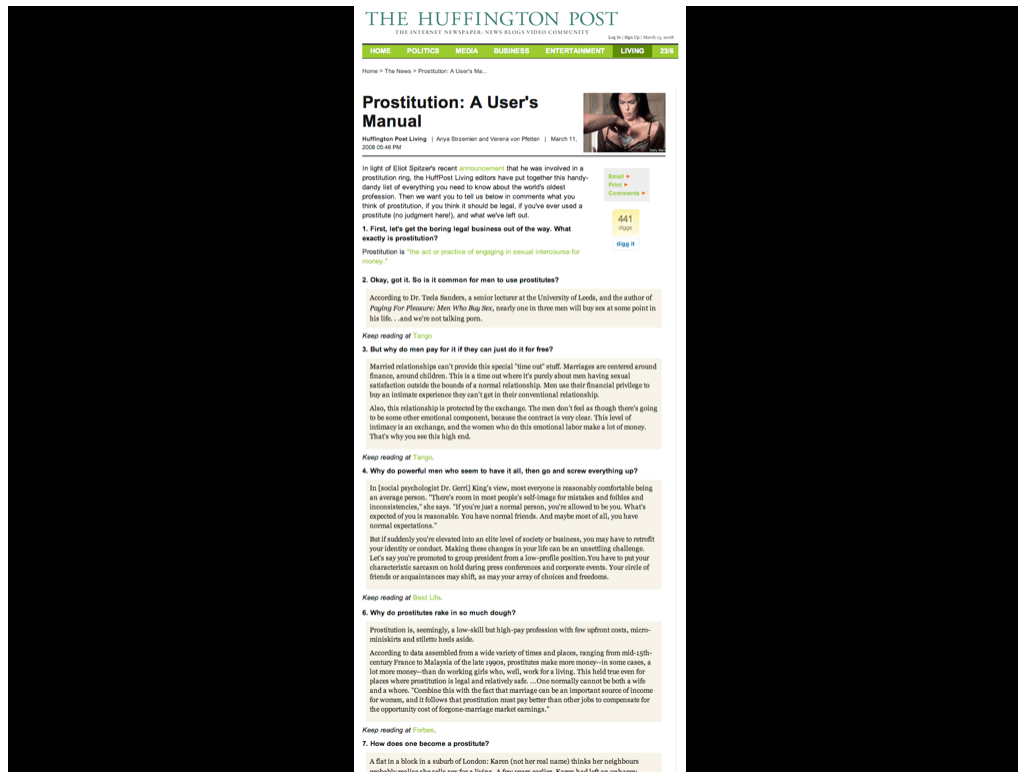 THE HUFFINGTON POST
THE INTERNET NEWSPAPER: NEWS BLOGS VIDEO COMMUNITY
Log In | Sign Up | March 13, 2008
HOME POLITICS MEDIA BUSINESS ENTERTAINMENT LIVING 23/6
Home > The News > Prostitution: A User's Ma...
Prostitution: A User's
Manual
Huffington Post Living | Anya Strzemien and Verena von Pfetten | March 11,
2008 05:46 PM
In light of Eliot Spitzer's recent announcement that he was involved in a
prostitution ring, the HuffPost Living editors have put together this handy-
dandy list of everything you need to know about the world's oldest
profession. Then we want you to tell us below in comments what you
think of prostitution, if you think it should be legal, if you've ever used a
prostitute (no judgment here!), and what we've left out.
Email
Print
Comments
441
diggs
digg it
1. First, let's get the boring legal business out of the way. What
exactly is prostitution?
Prostitution is "the act or practice of engaging in sexual intercourse for
money."
2. Okay, got it. So is it common for men to use prostitutes?
According to Dr. Teela Sanders, a senior lecturer at the University of Leeds, and the author of
Paying For Pleasure: Men Who Buy Sex, nearly one in three men will buy sex at some point in
his life. . .and we're not talking porn.
Keep reading at Tango
3. But why do men pay for it if they can just do it for free?
Married relationships can't provide this special "time out" stuff. Marriages are centered around
finance, around children. This is a time out where it's purely about men having sexual
satisfaction outside the bounds of a normal relationship. Men use their financial privilege to
buy an intimate experience they can't get in their conventional relationship.
Also, this relationship is protected by the exchange. The men don't feel as though there's going
to be some other emotional component, because the contract is very clear. This level of
intimacy is an exchange, and the women who do this emotional labor make a lot of money.
That's why you see this high end.
Keep reading at Tango.
4. Why do powerful men who seem to have it all, then go and screw everything up?
In [social psychologist Dr. Gerri] King's view, most everyone is reasonably comfortable being
an average person. "There's room in most people's self-image for mistakes and foibles and
inconsistencies," she says. "If you're just a normal person, you're allowed to be you. What's
expected of you is reasonable. You have normal friends. And maybe most of all, you have
normal expectations."
But if suddenly you're elevated into an elite level of society or business, you may have to retrofit
your identity or conduct. Making these changes in your life can be an unsettling challenge.
Let's say you're promoted to group president from a low-profile position.You have to put your
characteristic sarcasm on hold during press conferences and corporate events. Your circle of
friends or acquaintances may shift, as may your array of choices and freedoms.
Keep reading at Best Life.
6. Why do prostitutes rake in so much dough?
Prostitution is, seemingly, a low-skill but high-pay profession with few upfront costs, micro-
miniskirts and stiletto heels aside.
According to data assembled from a wide variety of times and places, ranging from mid-15th-
century France to Malaysia of the late 1990s, prostitutes make more money--in some cases, a
lot more money--than do working girls who, well, work for a living. This held true even for
places where prostitution is legal and relatively safe. ...One normally cannot be both a wife
and a whore. "Combine this with the fact that marriage can be an important source of income
for women, and it follows that prostitution must pay better than other jobs to compensate for
the opportunity cost of forgone-marriage market earnings."
Keep reading at Forbes.
7. How does one become a prostitute?
A flat in a block in a suburb of London: Karen (not her real name) thinks her neighbours